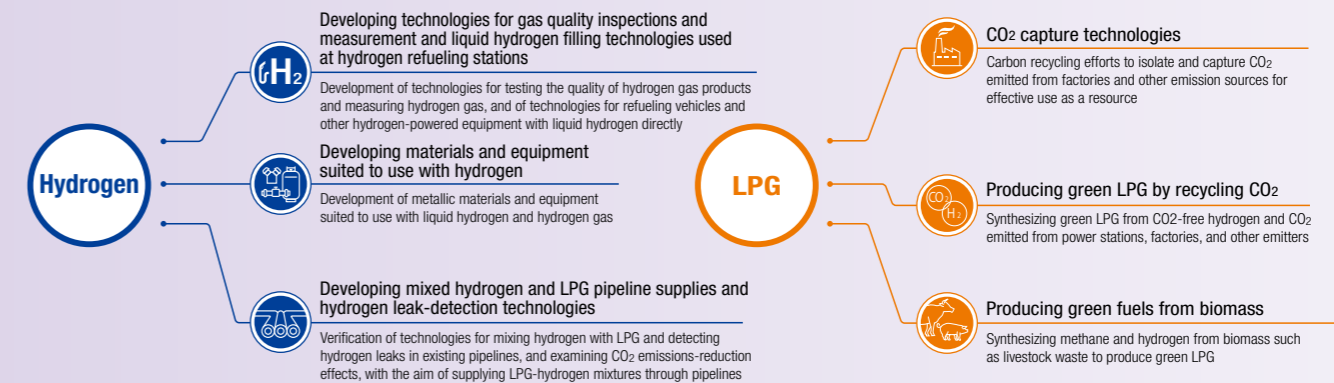 Hydrogen
H2
Developing technologies for gas quality inspections and
measurement and liquid hydrogen filling technologies used
at hydrogen refueling stations
Development of technologies for testing the quality of hydrogen gas products
and measuring hydrogen gas, and of technologies for refueling vehicles and
other hydrogen-powered equipment with liquid hydrogen directly
Developing materials and equipment
suited to use with hydrogen
Development of metallic materials and equipment
suited to use with liquid hydrogen and hydrogen gas
Developing mixed hydrogen and LPG pipeline supplies and
hydrogen leak-detection technologies
Verification of technologies for mixing hydrogen with LPG and detecting
hydrogen leaks in existing pipelines, and examining CO2 emissions-reduction
effects, with the aim of supplying LPG-hydrogen mixtures through pipelines
LPG
CO2 capture technologies
Carbon recycling efforts to isolate and capture CO2
emitted from factories and other emission sources for
effective use as a resource
CO2
H2
Producing green LPG by recycling CO2
Synthesizing green LPG from CO2-free hydrogen and CO2
emitted from power stations, factories, and other emitters
Producing green fuels from biomass
Synthesizing methane and hydrogen from biomass such
as livestock waste to produce green LPG